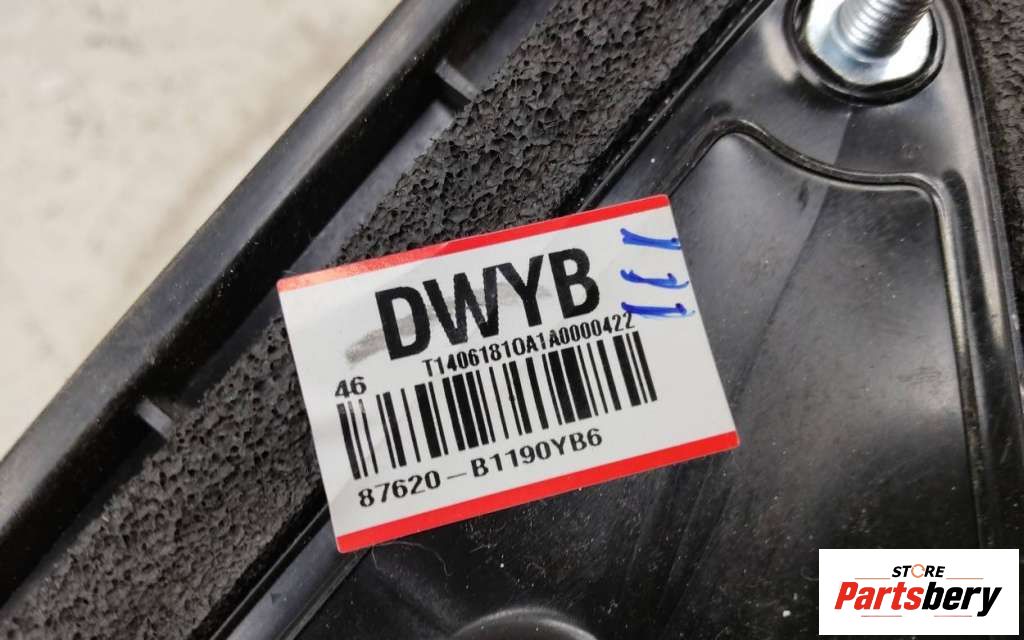 DWYB
T14061810A1A0000422
46
87620-B1190YB6
STORE
Partsbery